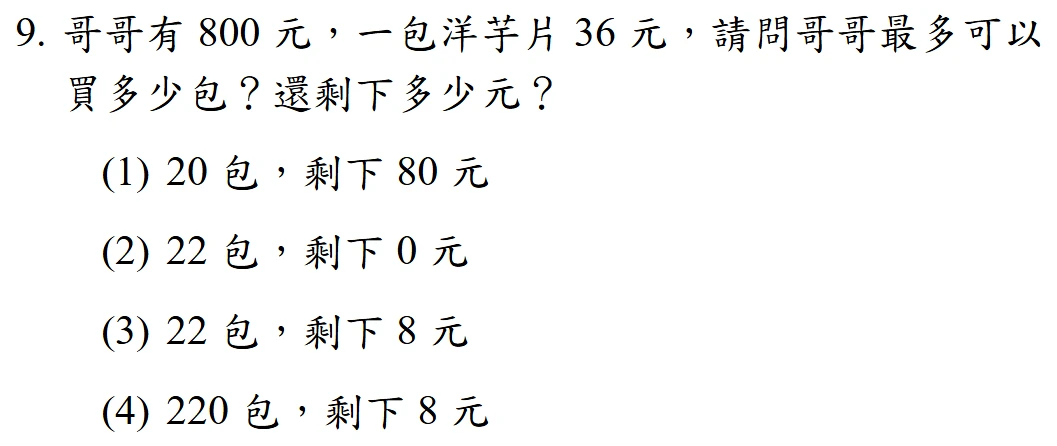 9. 哥哥有 800 元，一包洋芋片 36 元，請問哥哥最多可以
買多少包？還剩下多少元？
(1) 20 包，剩下 80 元
(2) 22 包，剩下 0 元
(3) 22 包，剩下 8 元
(4) 220 包，剩下 8 元